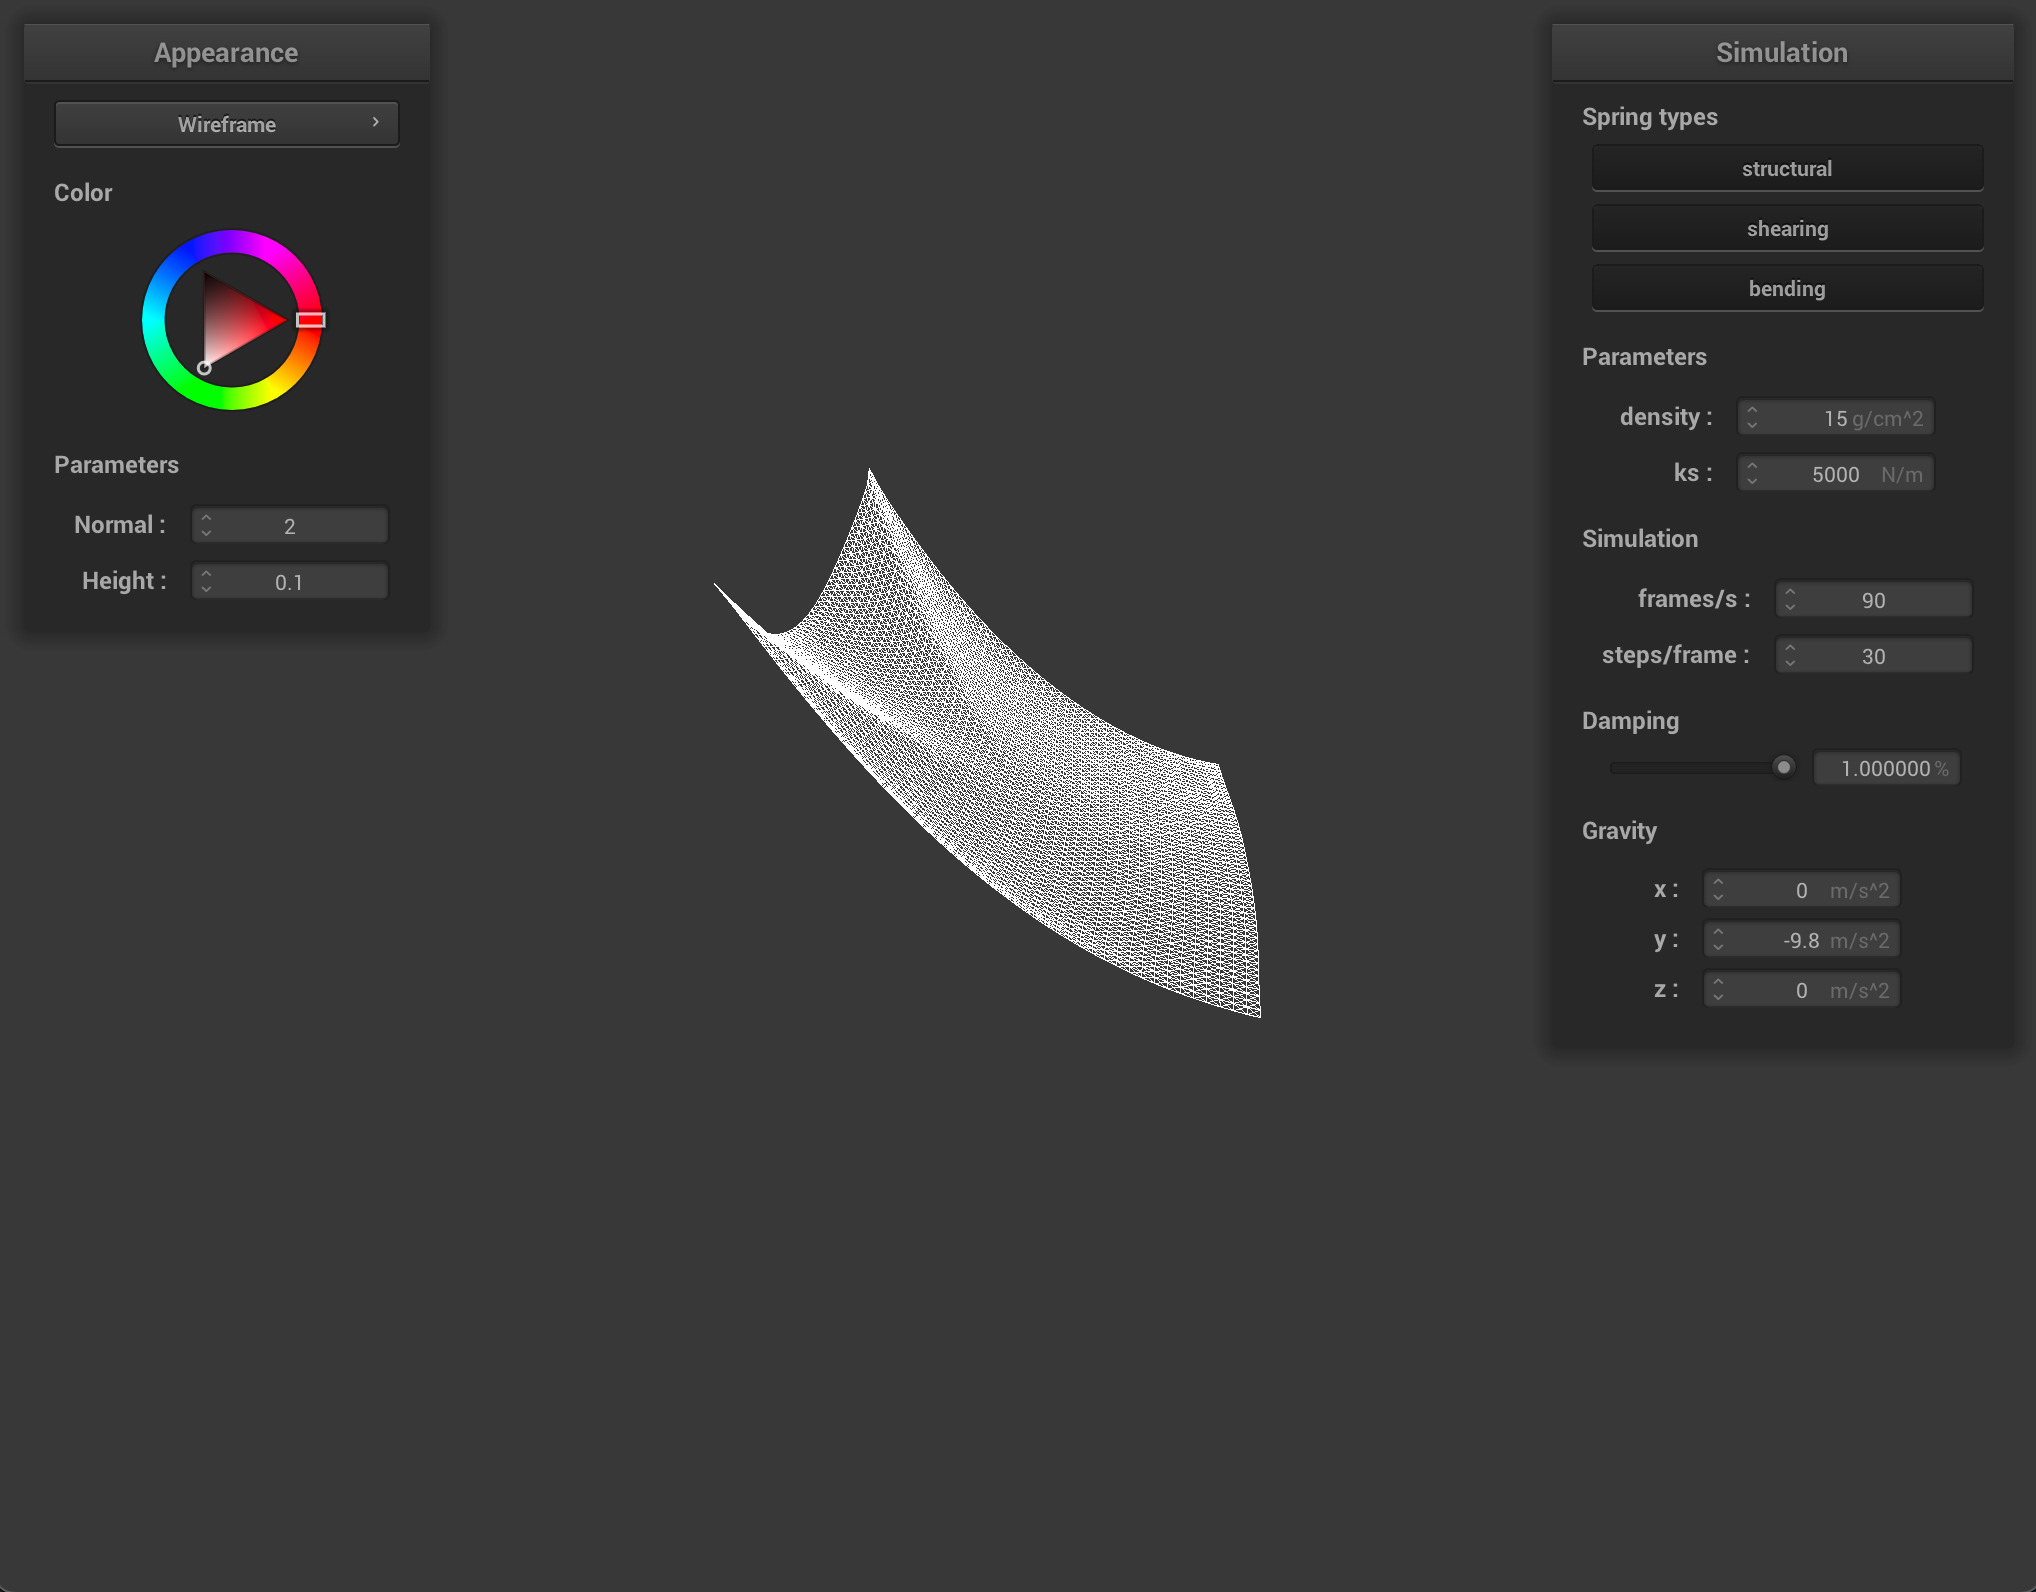 Appearance
Wireframe
Color
Parameters
Normal : 2
Height : 0.1
Simulation
Spring types
structural
shearing
bending
Parameters
density : 15 g/cm^2
ks : 5000 N/m
Simulation
frames/s : 90
steps/frame : 30
Damping
1.000000 %
Gravity
x : 0 m/s^2
y : -9.8 m/s^2
z : 0 m/s^2